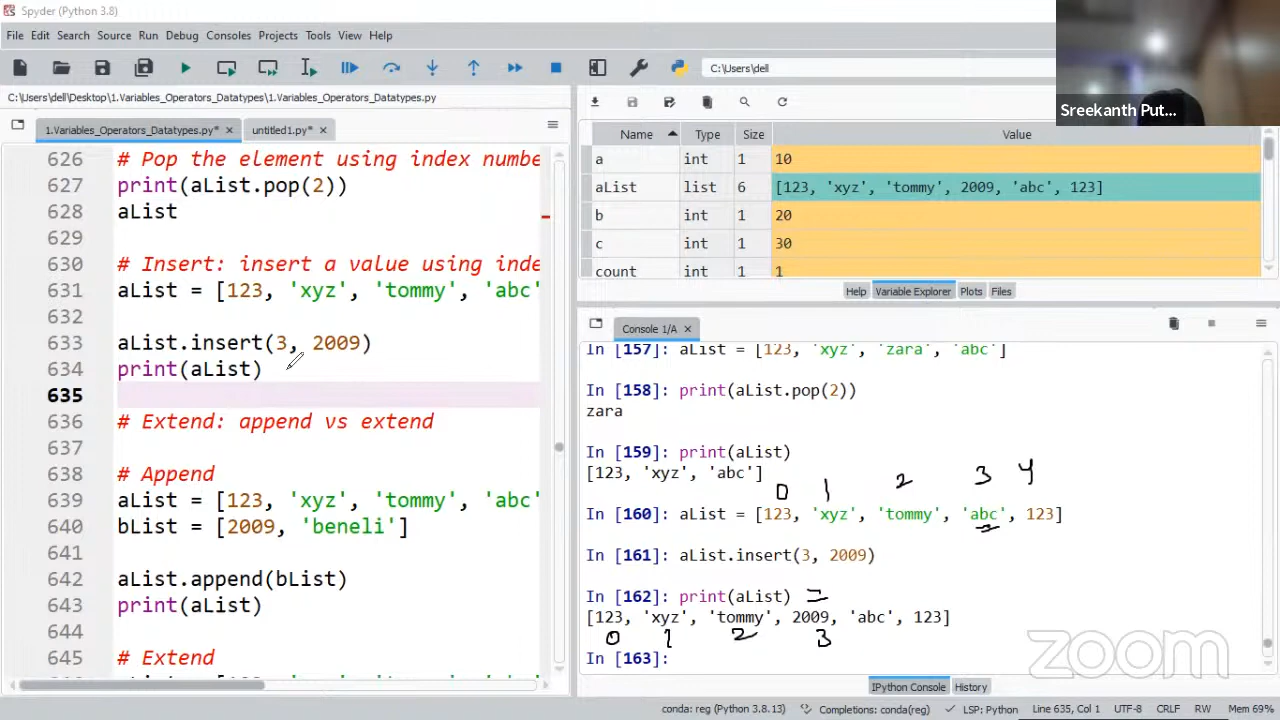 Spyder (Python 3.8)
File Edit Search Source Run Debug Consoles Projects Tools View Help
C:\Users\dell
Sreekanth Put...
C:\Users\dell\Desktop\1.Variables_Operators_Datatypes\1.Variables_Operators_Datatypes.py
1.Variables_Operators_Datatypes.py* untitled1.py*
626 # Pop the element using index numbe
627 print(aList.pop(2))
628 aList
629
630 # Insert: insert a value using inde
631 aList = [123, 'xyz', 'tommy', 'abc'
632
633 aList.insert(3, 2009)
634 print(aList)
635
636 # Extend: append vs extend
637
638 # Append
639 aList = [123, 'xyz', 'tommy', 'abc'
640 bList = [2009, 'beneli']
641
642 aList.append(bList)
643 print(aList)
644
645 # Extend
Name Type Size Value
a int 1 10
aList list 6 [123, 'xyz', 'tommy', 2009, 'abc', 123]
b int 1 20
c int 1 30
count int 1 1
Help Variable Explorer Plots Files
Console 1/A
In [157]: aList = [123, 'xyz', 'zara', 'abc']
In [158]: print(aList.pop(2))
zara
In [159]: print(aList)
[123, 'xyz', 'abc']
0 1 2 3 4
In [160]: aList = [123, 'xyz', 'tommy', 'abc', 123]
In [161]: aList.insert(3, 2009)
In [162]: print(aList)
[123, 'xyz', 'tommy', 2009, 'abc', 123]
0 1 2 3
In [163]:
zoom
IPython Console History
conda: reg (Python 3.8.13) Completions: conda(reg) LSP: Python Line 635, Col 1 UTF-8 CRLF RW Mem 69%